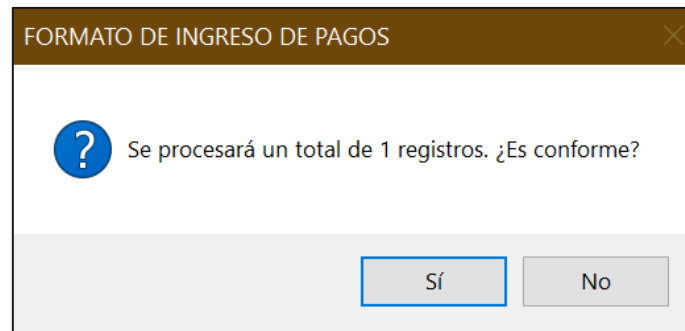 FORMATO DE INGRESO DE PAGOS
?
Se procesará un total de 1 registros. ¿Es conforme?
Sí
No